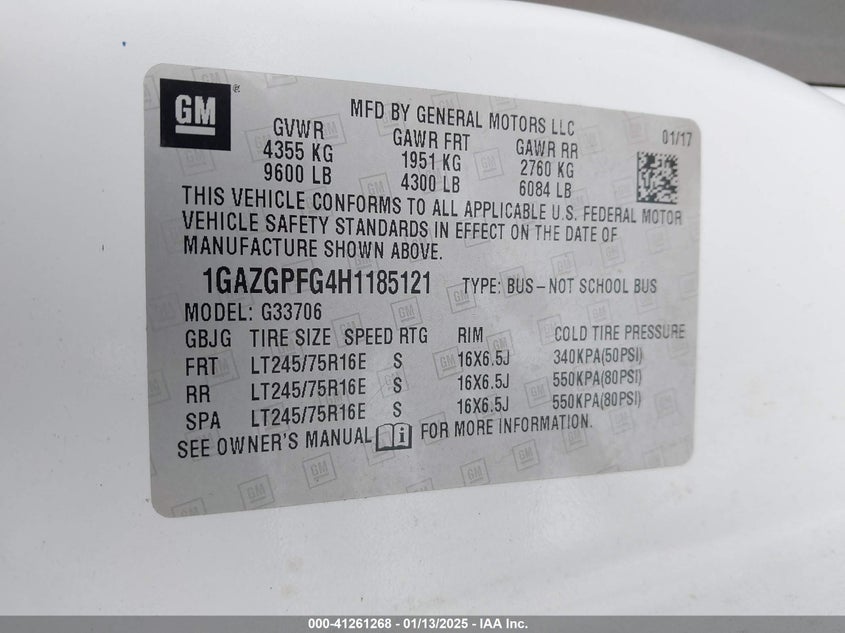 GM ®
MFD BY GENERAL MOTORS LLC
01/17
GVWR GAWR FRT GAWR RR
4355 KG 1951 KG 2760 KG
9600 LB 4300 LB 6084 LB
THIS VEHICLE CONFORMS TO ALL APPLICABLE U.S. FEDERAL MOTOR
VEHICLE SAFETY STANDARDS IN EFFECT ON THE DATE OF
MANUFACTURE SHOWN ABOVE.
1GAZGPFG4H1185121 TYPE: BUS-NOT SCHOOL BUS
MODEL: G33706
GBJG TIRE SIZE SPEED RTG RIM COLD TIRE PRESSURE
FRT LT245/75R16E S 16X6.5J 340KPA(50PSI)
RR LT245/75R16E S 16X6.5J 550KPA(80PSI)
SPA LT245/75R16E S 16X6.5J 550KPA(80PSI)
SEE OWNER'S MANUAL FOR MORE INFORMATION.
000-41261268 - 01/13/2025 - IAA Inc.